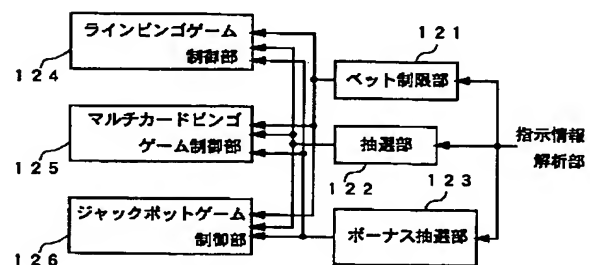 ラインビンゴゲーム
制御部
124
マルチカードビンゴ
ゲーム制御部
125
ジャックポットゲーム
制御部
126
121
ベット制限部
抽選部
122
123
ボーナス抽選部
指示情報
解析部